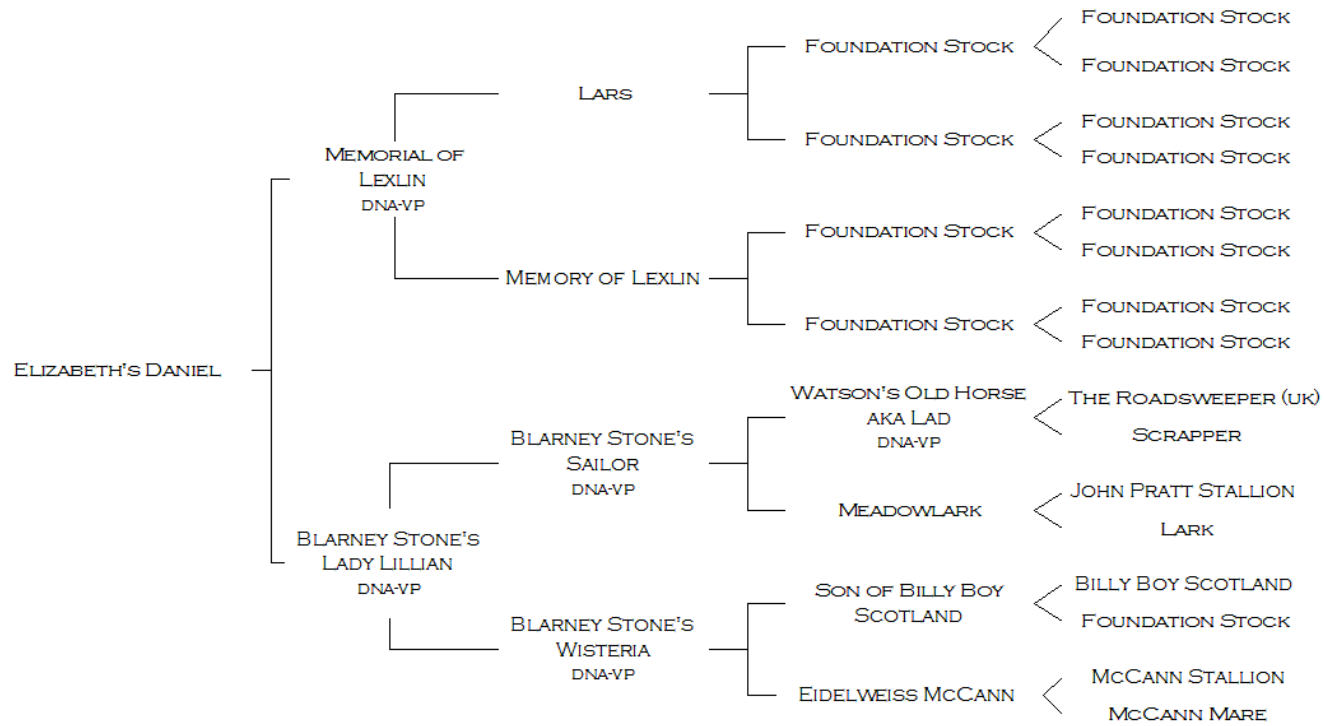 Foundation Stock
Foundation Stock
Foundation Stock
Lars
Foundation Stock
Foundation Stock
Foundation Stock
Memorial of
Lexlin
DNA-VP
Foundation Stock
Foundation Stock
Foundation Stock
Memory of Lexlin
Foundation Stock
Foundation Stock
Foundation Stock
Elizabeth's Daniel
Watson's Old Horse
aka Lad
DNA-VP
The Roadsweeper (uk)
Scrapper
Blarney Stone's
Sailor
DNA-VP
Meadowlark
John Pratt Stallion
Lark
Blarney Stone's
Lady Lillian
DNA-VP
Son of Billy Boy
Scotland
Billy Boy Scotland
Foundation Stock
Blarney Stone's
Wisteria
DNA-VP
Eidelweiss McCann
McCann Stallion
McCann Mare